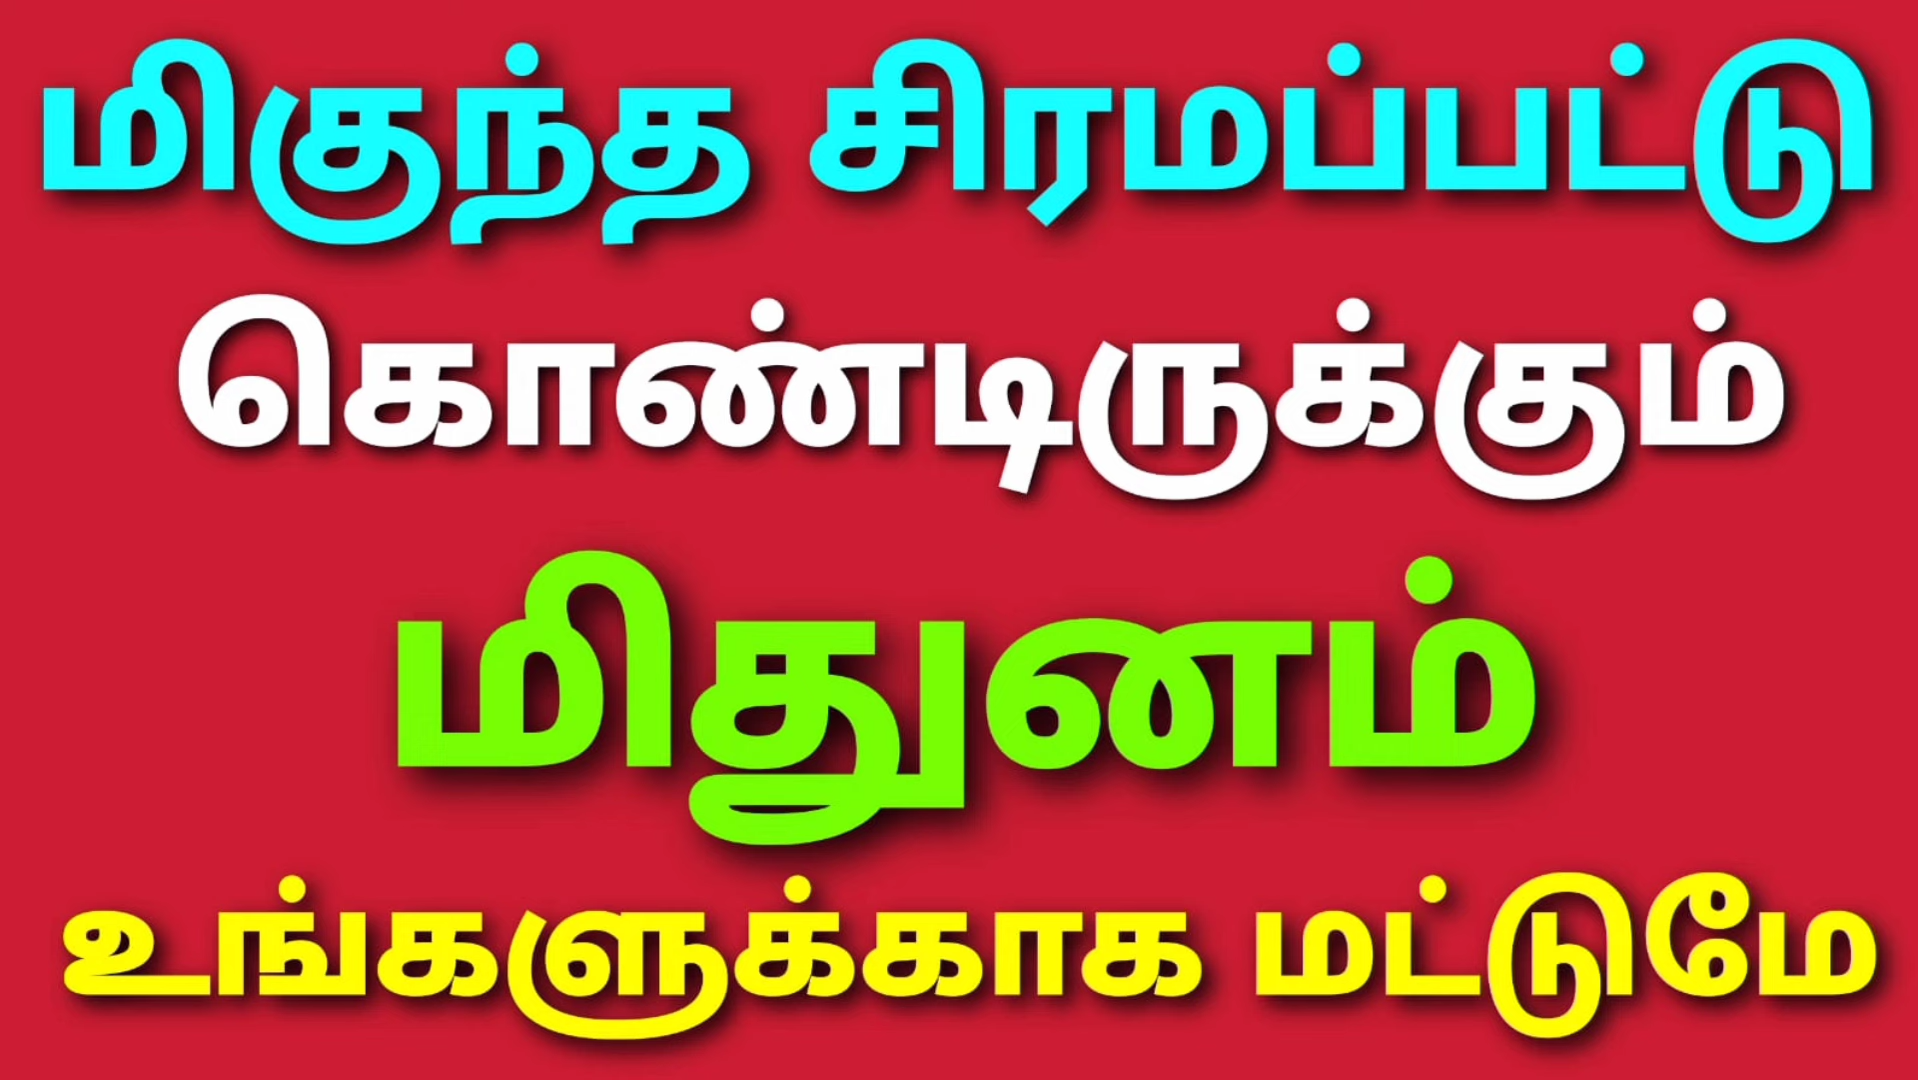 மிகுந்த சிரமப்பட்டு
கொண்டிருக்கும்
மிதுனம்
உங்களுக்காக மட்டுமே